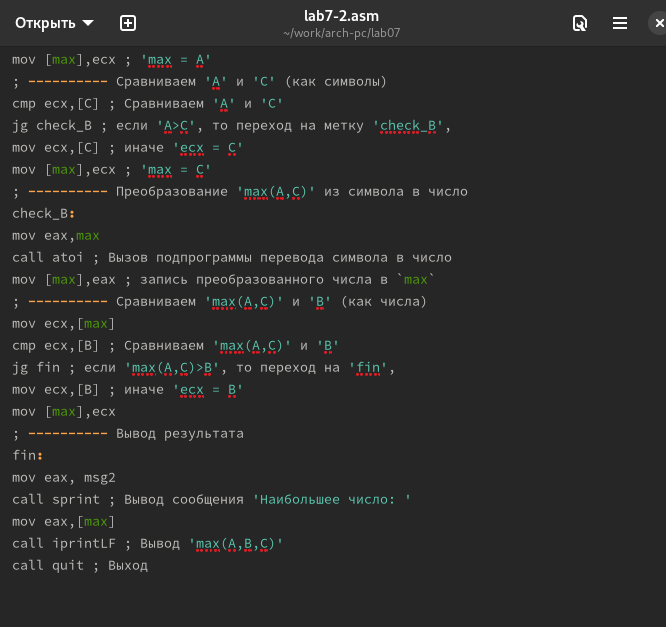 Открыть
lab7-2.asm
~/work/arch-pc/lab07
mov [max],ecx ; 'max = A'
; ---------- Сравниваем 'A' и 'C' (как символы)
cmp ecx,[C] ; Сравниваем 'A' и 'C'
jg check_B ; если 'A>C', то переход на метку 'check_B',
mov ecx,[C] ; иначе 'ecx = C'
mov [max],ecx ; 'max = C'
; ---------- Преобразование 'max(A,C)' из символа в число
check_B:
mov eax,max
call atoi ; Вызов подпрограммы перевода символа в число
mov [max],eax ; запись преобразованного числа в `max`
; ---------- Сравниваем 'max(A,C)' и 'B' (как числа)
mov ecx,[max]
cmp ecx,[B] ; Сравниваем 'max(A,C)' и 'B'
jg fin ; если 'max(A,C)>B', то переход на 'fin',
mov ecx,[B] ; иначе 'ecx = B'
mov [max],ecx
; ---------- Вывод результата
fin:
mov eax, msg2
call sprint ; Вывод сообщения 'Наибольшее число: '
mov eax,[max]
call iprintLF ; Вывод 'max(A,B,C)'
call quit ; Выход